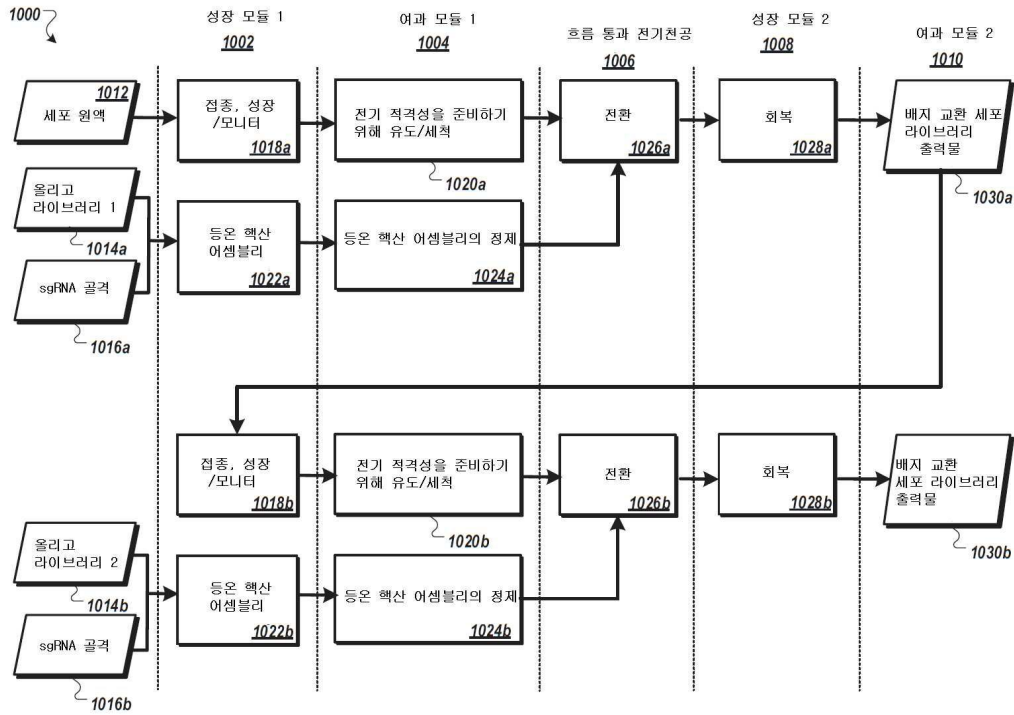 1000
성장 모듈 1
1002
여과 모듈 1
1004
흐름 통과 전기천공
1006
성장 모듈 2
1008
여과 모듈 2
1010
1012
세포 원액
접종, 성장
/모니터
1018a
전기 적격성을 준비하기
위해 유도/세척
1020a
전환
1026a
회복
1028a
배지 교환 세포
라이브러리
출력물
1030a
올리고
라이브러리 1
1014a
sgRNA 골격
1016a
등온 핵산
어셈블리
1022a
등온 핵산 어셈블리의 정제
1024a
접종, 성장
/모니터
1018b
전기 적격성을 준비하기
위해 유도/세척
1020b
전환
1026b
회복
1028b
배지 교환
세포 라이브러리
출력물
1030b
올리고
라이브러리 2
1014b
sgRNA 골격
1016b
등온 핵산
어셈블리
1022b
등온 핵산 어셈블리의 정제
1024b